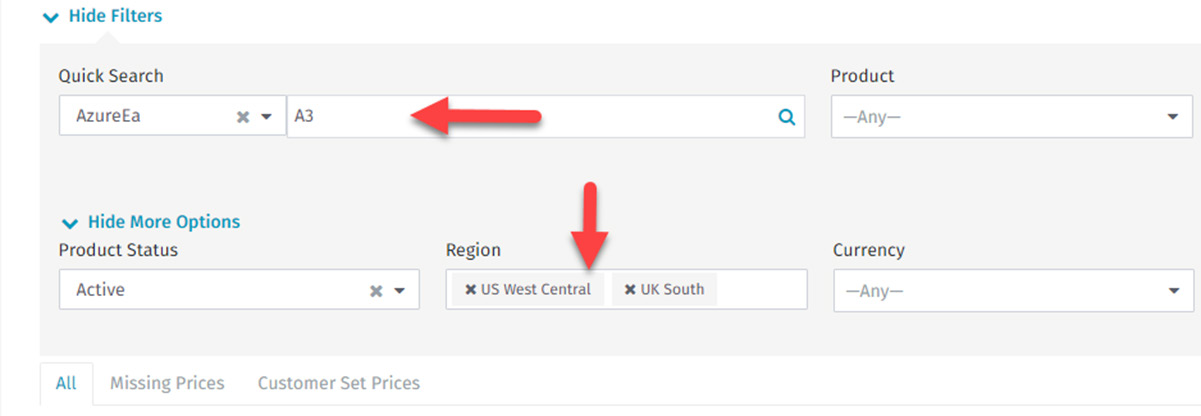 Hide Filters
Quick Search
Product
AzureEa
A3
—Any—
Hide More Options
Product Status
Region
Currency
Active
US West Central
UK South
—Any—
All
Missing Prices
Customer Set Prices